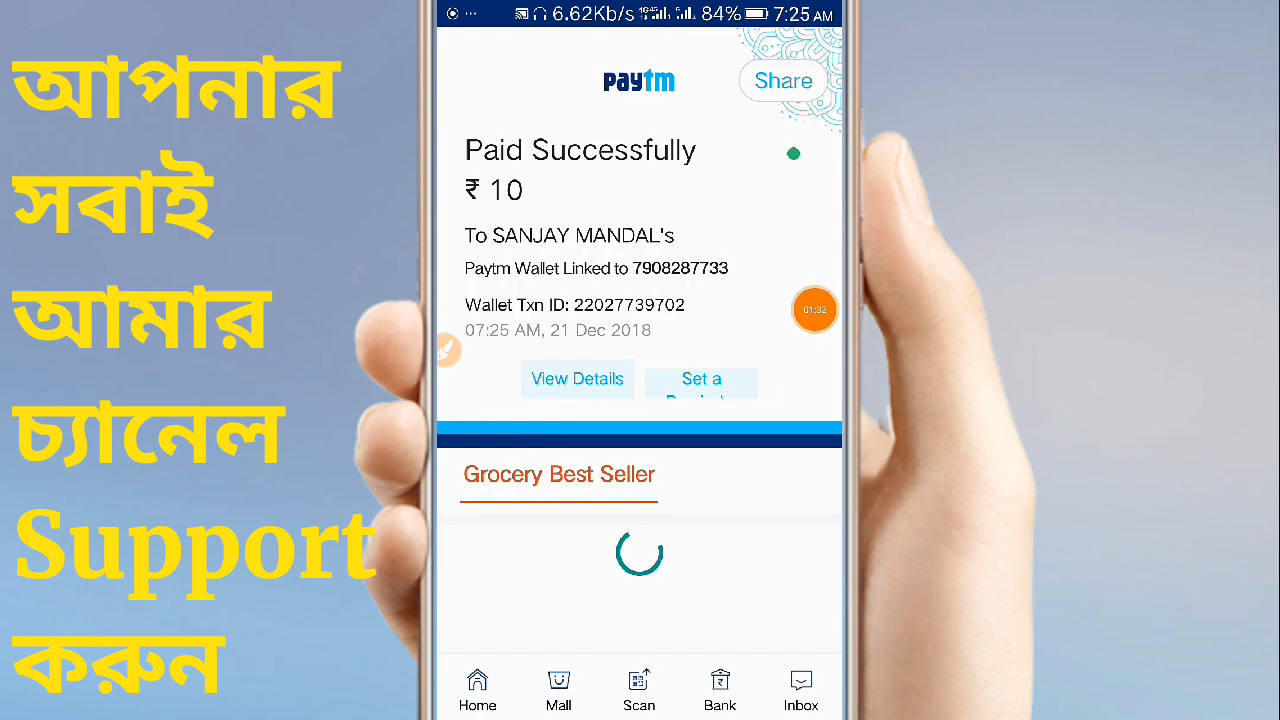 আপনার
সবাই
আমার
চ্যানেল
Support
করুন
6.62Kb/s 84% 7:25 AM
paytm
Share
Paid Successfully
₹ 10
To SANJAY MANDAL's
Paytm Wallet Linked to 7908287733
Wallet Txn ID: 22027739702
07:25 AM, 21 Dec 2018
01:32
View Details
Set a
Grocery Best Seller
Home Mall Scan Bank Inbox